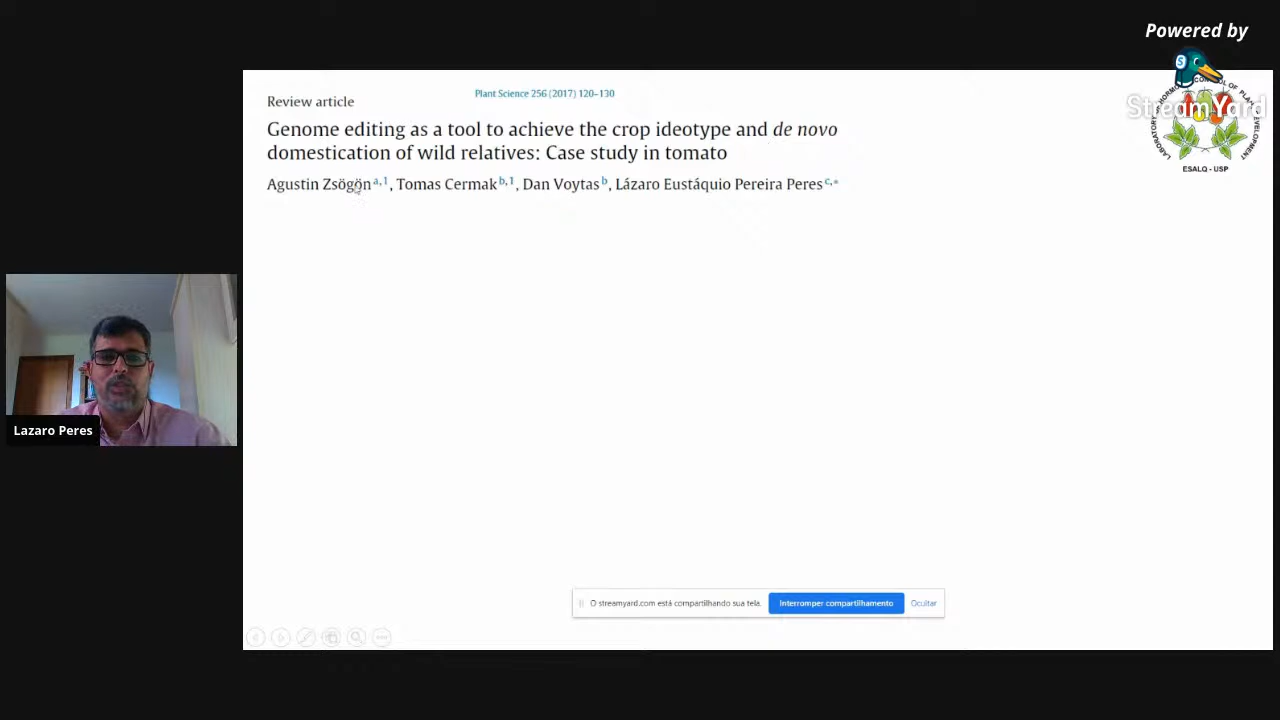 Powered by
StreamYard
Review article
Plant Science 256 (2017) 120–130
Genome editing as a tool to achieve the crop ideotype and de novo
domestication of wild relatives: Case study in tomato
Agustin Zsögön a,1, Tomas Cermak b,1, Dan Voytas b, Lázaro Eustáquio Pereira Peres c,*
ESALQ - USP
Lazaro Peres
O streamyard.com está compartilhando sua tela.
Interromper compartilhamento
Ocultar